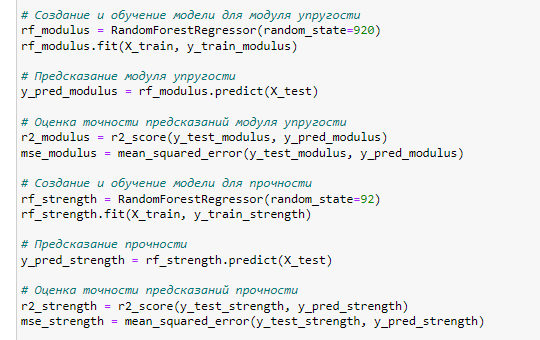 # Создание и обучение модели для модуля упругости
rf_modulus = RandomForestRegressor(random_state=920)
rf_modulus.fit(X_train, y_train_modulus)
# Предсказание модуля упругости
y_pred_modulus = rf_modulus.predict(X_test)
# Оценка точности предсказаний модуля упругости
r2_modulus = r2_score(y_test_modulus, y_pred_modulus)
mse_modulus = mean_squared_error(y_test_modulus, y_pred_modulus)
# Создание и обучение модели для прочности
rf_strength = RandomForestRegressor(random_state=92)
rf_strength.fit(X_train, y_train_strength)
# Предсказание прочности
y_pred_strength = rf_strength.predict(X_test)
# Оценка точности предсказаний прочности
r2_strength = r2_score(y_test_strength, y_pred_strength)
mse_strength = mean_squared_error(y_test_strength, y_pred_strength)